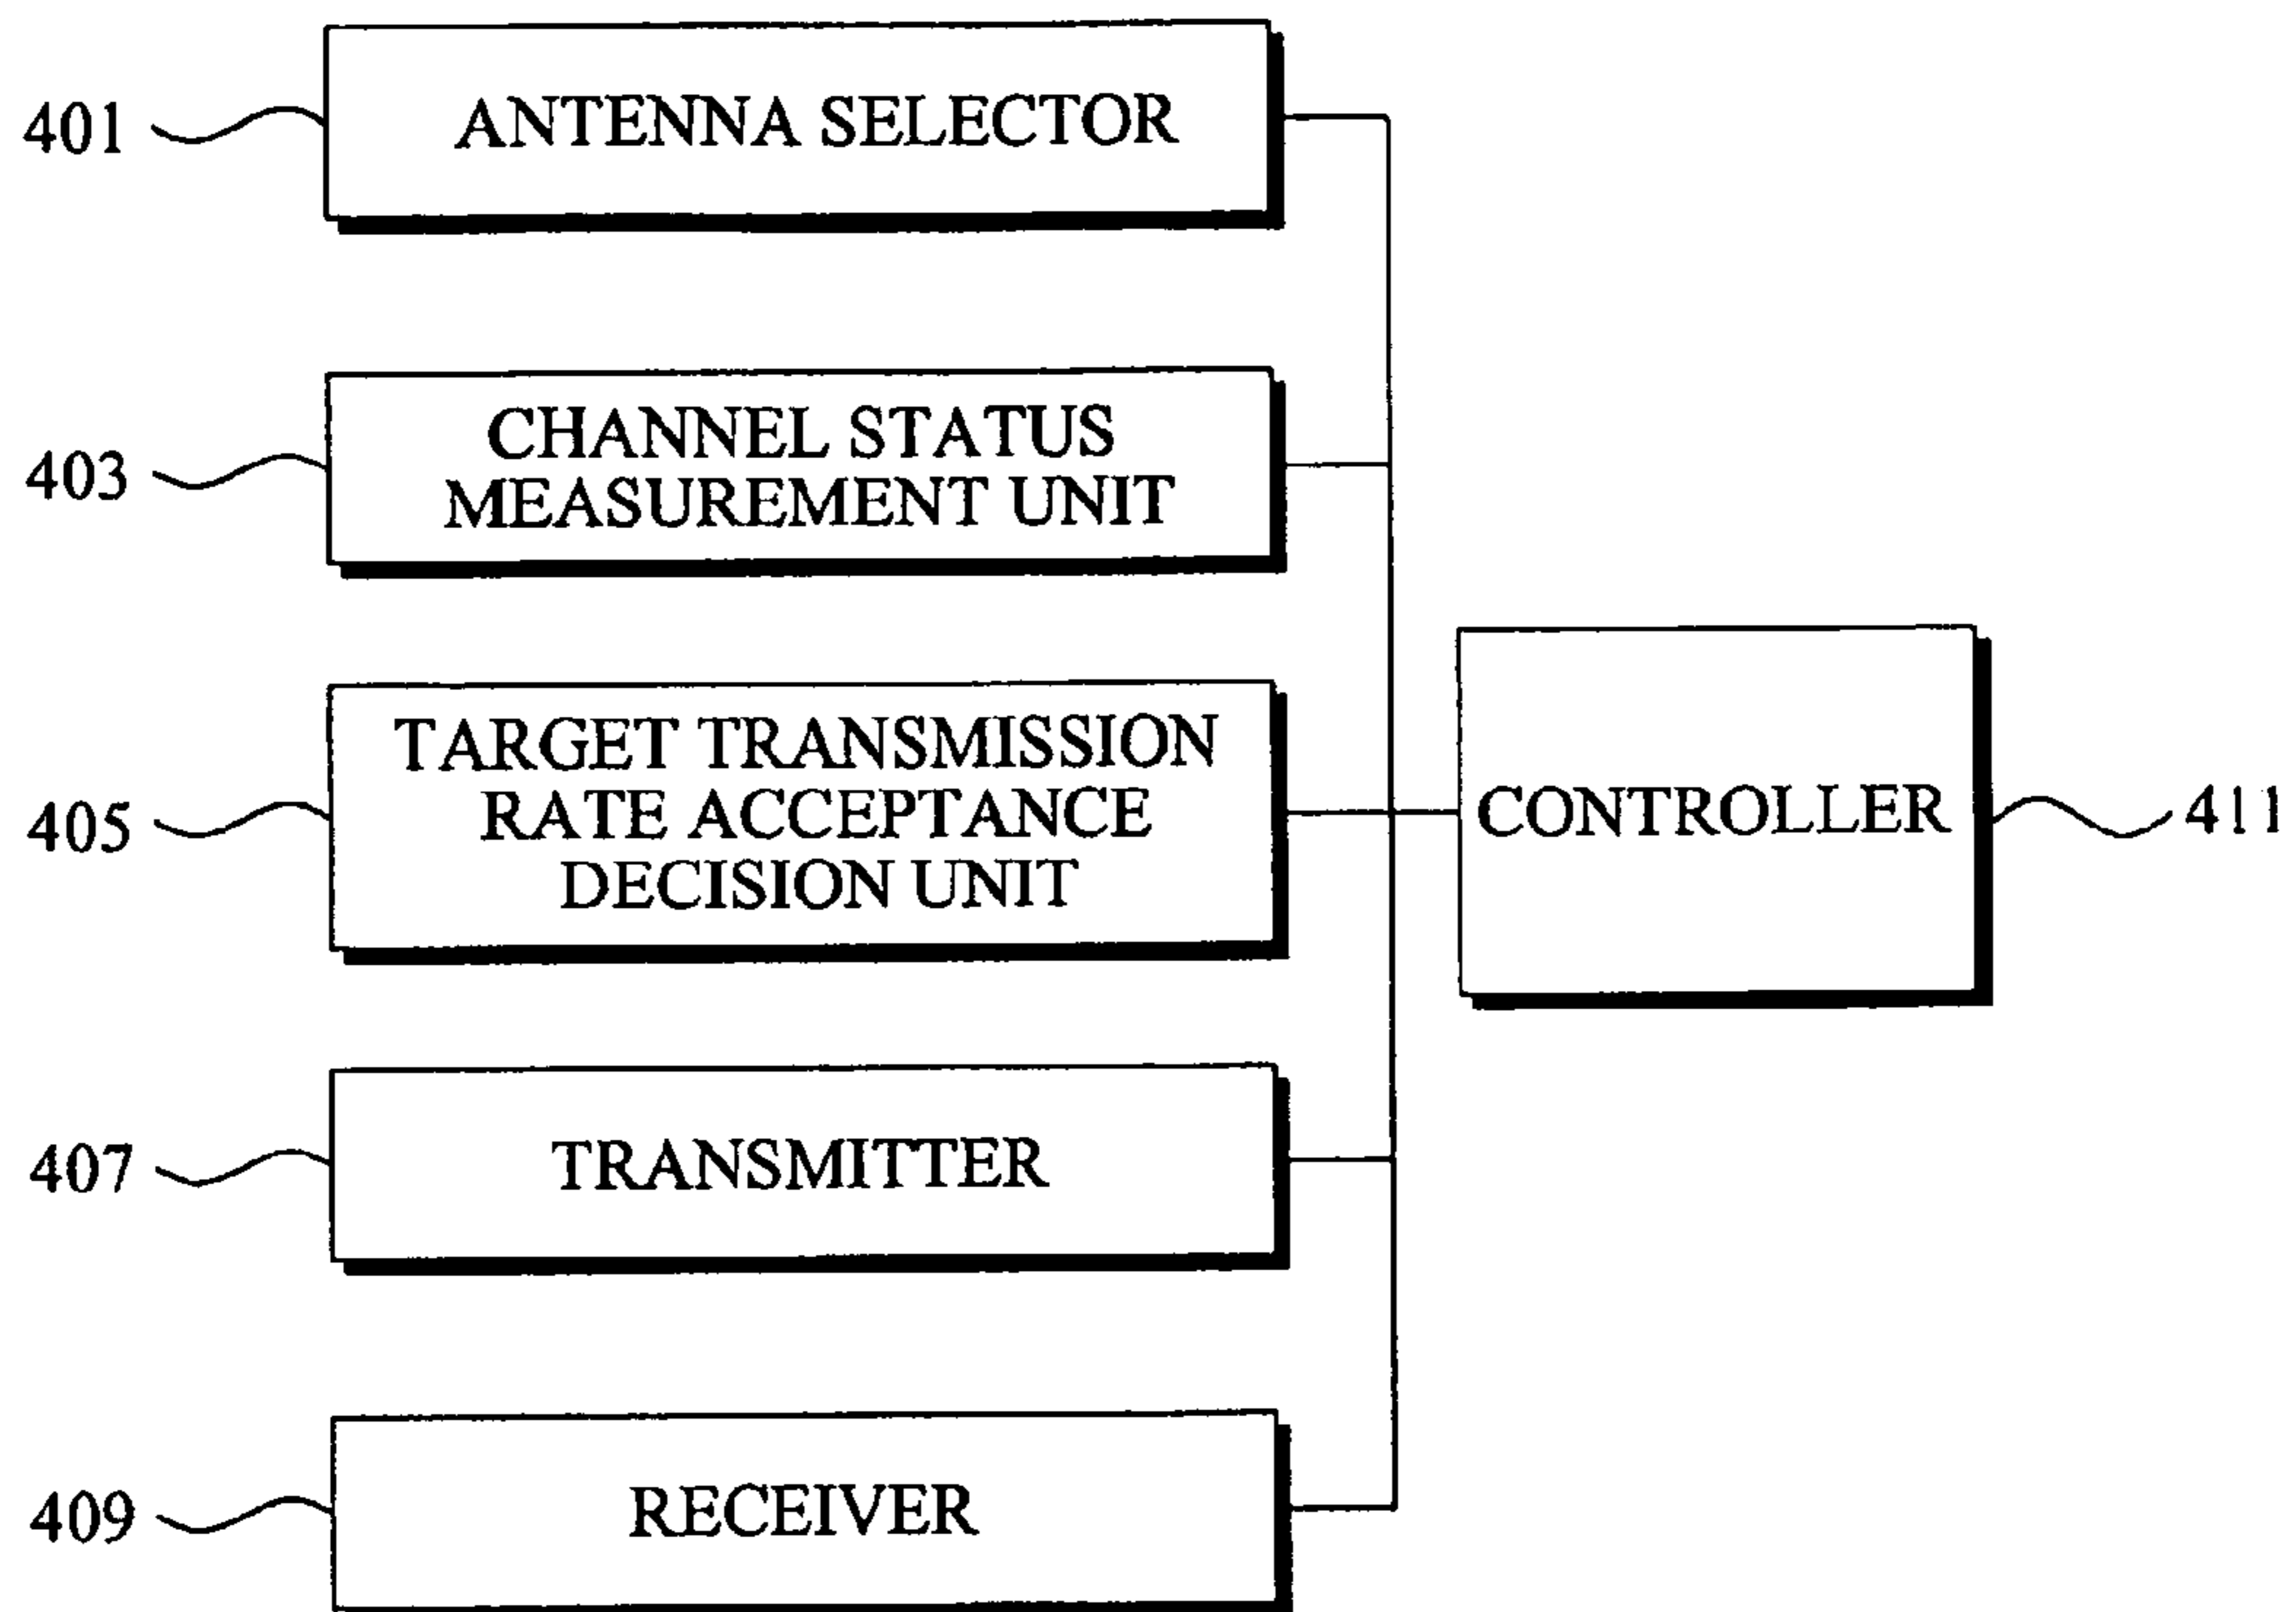 401
ANTENNA SELECTOR
403
CHANNEL STATUS
MEASUREMENT UNIT
405
TARGET TRANSMISSION
RATE ACCEPTANCE
DECISION UNIT
CONTROLLER
411
407
TRANSMITTER
409
RECEIVER